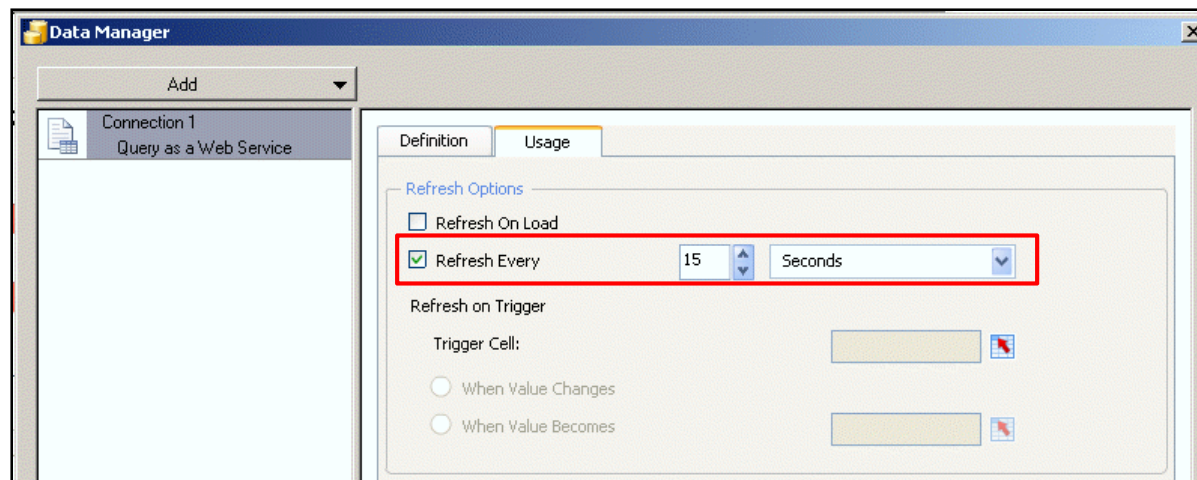 Data Manager
Add
Connection 1
Query as a Web Service
Definition Usage
Refresh Options
Refresh On Load
Refresh Every 15 Seconds
Refresh on Trigger
Trigger Cell:
When Value Changes
When Value Becomes